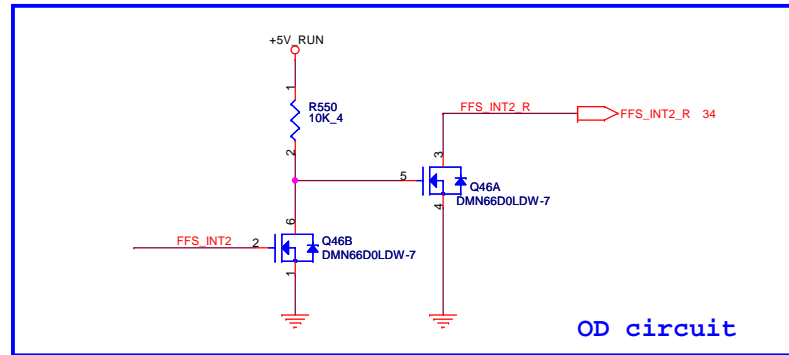 +5V_RUN
1
R550
10K_4
2
FFS_INT2_R
FFS_INT2_R 34
3
5
Q46A
DMN66D0LDW-7
4
6
FFS_INT2
2
Q46B
DMN66D0LDW-7
1
OD circuit